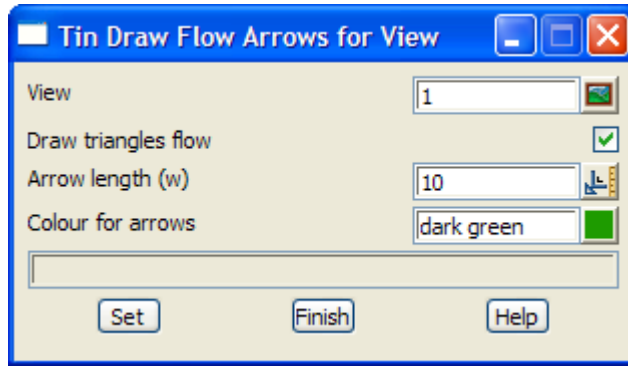 Tin Draw Flow Arrows for View
View 1
Draw triangles flow
Arrow length (w) 10
Colour for arrows dark green
Set Finish Help